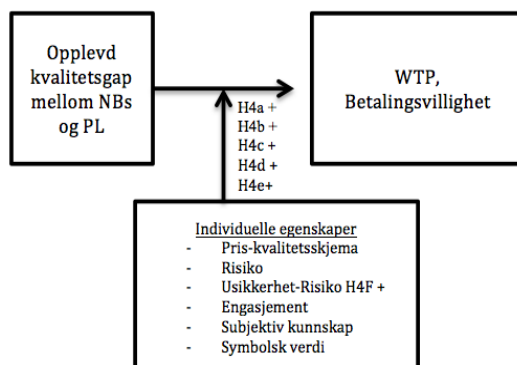 Opplevd
kvalitetsgap
mellom NBs
og PL
WTP,
Betalingsvillighet
H4a +
H4b +
H4c +
H4d +
H4e+
Individuelle egenskaper
- Pris-kvalitetsskjema
- Risiko
- Usikkerhet-Risiko H4F +
- Engasjement
- Subjektiv kunnskap
- Symbolsk verdi